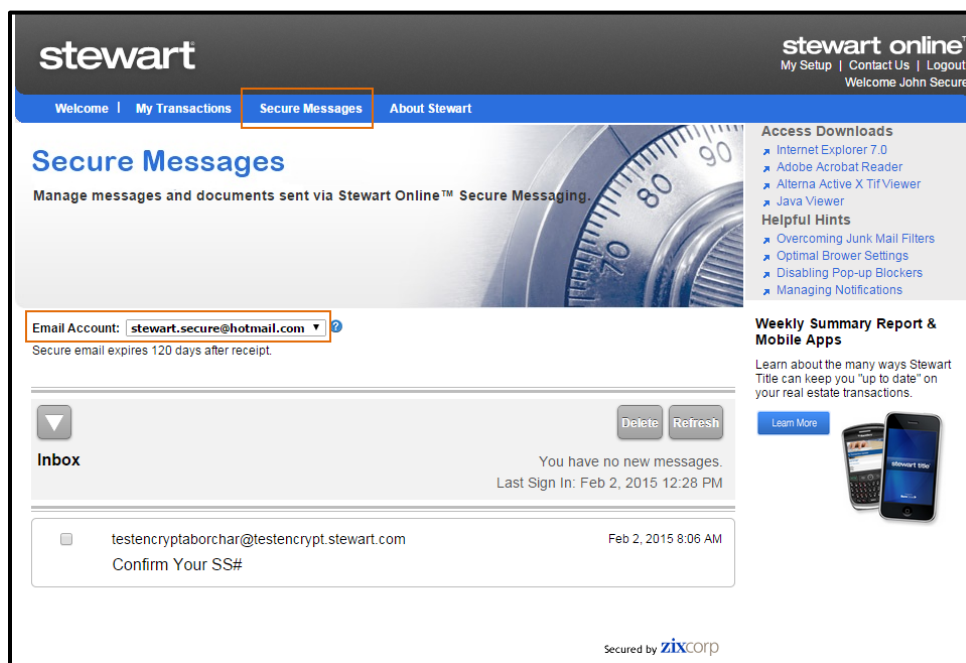 stewart
stewart online™
My Setup | Contact Us | Logout
Welcome John Secure
Welcome | My Transactions Secure Messages About Stewart
Secure Messages
Manage messages and documents sent via Stewart Online™ Secure Messaging.
70
80
90
Access Downloads
Internet Explorer 7.0
Adobe Acrobat Reader
Alterna Active X Tif Viewer
Java Viewer
Helpful Hints
Overcoming Junk Mail Filters
Optimal Brower Settings
Disabling Pop-up Blockers
Managing Notifications
Email Account: stewart.secure@hotmail.com ?
Secure email expires 120 days after receipt.
Weekly Summary Report &
Mobile Apps
Learn about the many ways Stewart
Title can keep you "up to date" on
your real estate transactions.
Learn More
stewart title
Delete Refresh
Inbox
You have no new messages.
Last Sign In: Feb 2, 2015 12:28 PM
testencryptaborchar@testencrypt.stewart.com Feb 2, 2015 8:06 AM
Confirm Your SS#
Secured by zixcorp